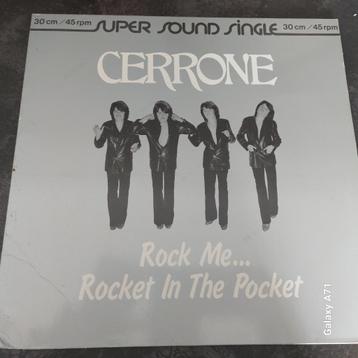 30 cm / 45 rpm SUPER SOUND SINGLE 30 cm / 45 rpm
CERRONE
Rock Me...
Rocket In The Pocket
Galaxy A71